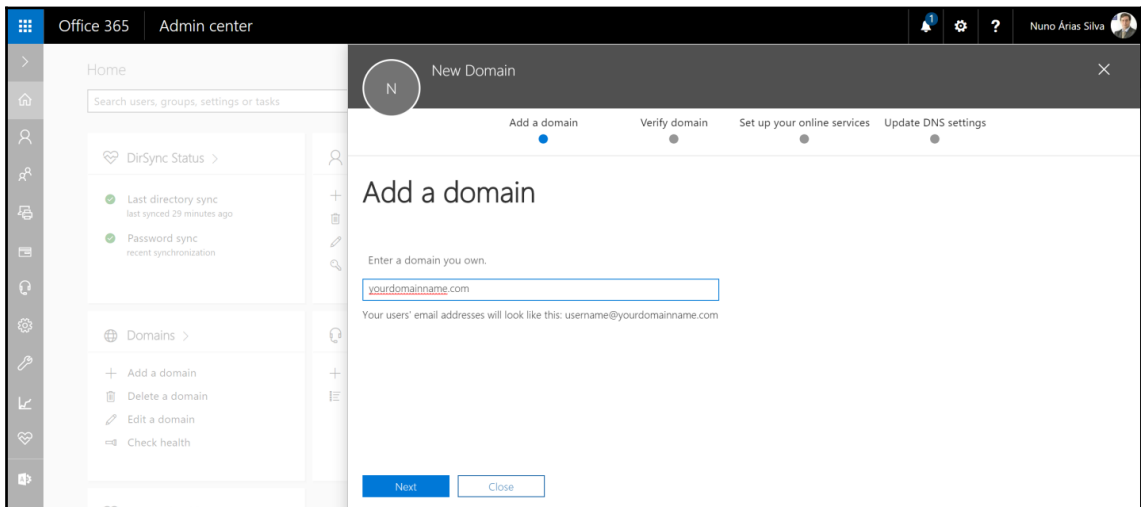 Office 365
Admin center
1
?
Nuno Árias Silva
Home
Search users, groups, settings or tasks
DirSync Status >
Last directory sync
last synced 29 minutes ago
Password sync
recent synchronization
Domains >
Add a domain
Delete a domain
Edit a domain
Check health
N
New Domain
Add a domain
Verify domain
Set up your online services
Update DNS settings
Add a domain
Enter a domain you own.
yourdomainname.com
Your users' email addresses will look like this: username@yourdomainname.com
Next
Close